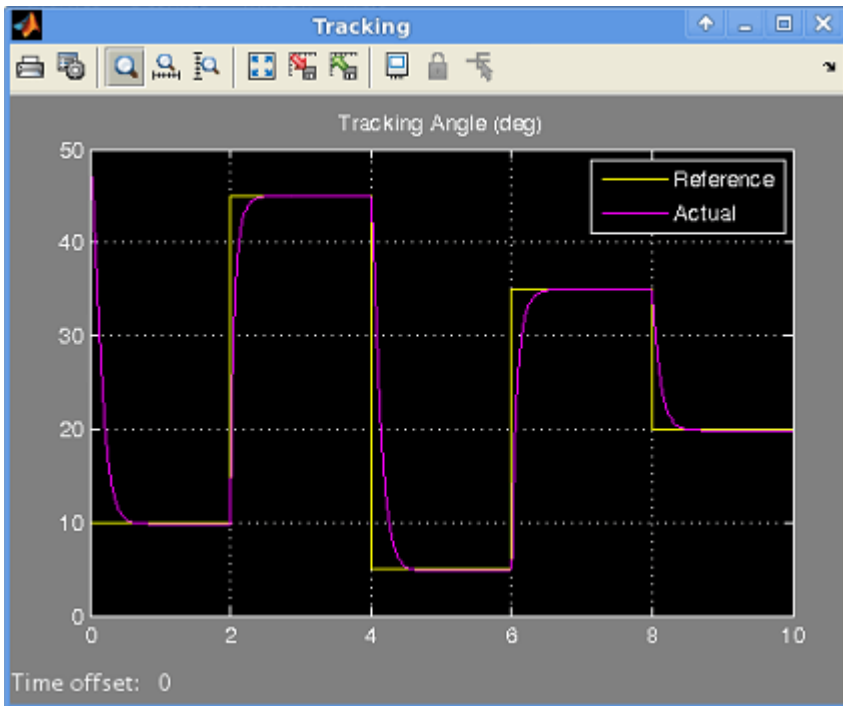 Tracking
Tracking Angle (deg)
50
40
30
20
10
0
Reference
Actual
0 2 4 6 8 10
Time offset: 0